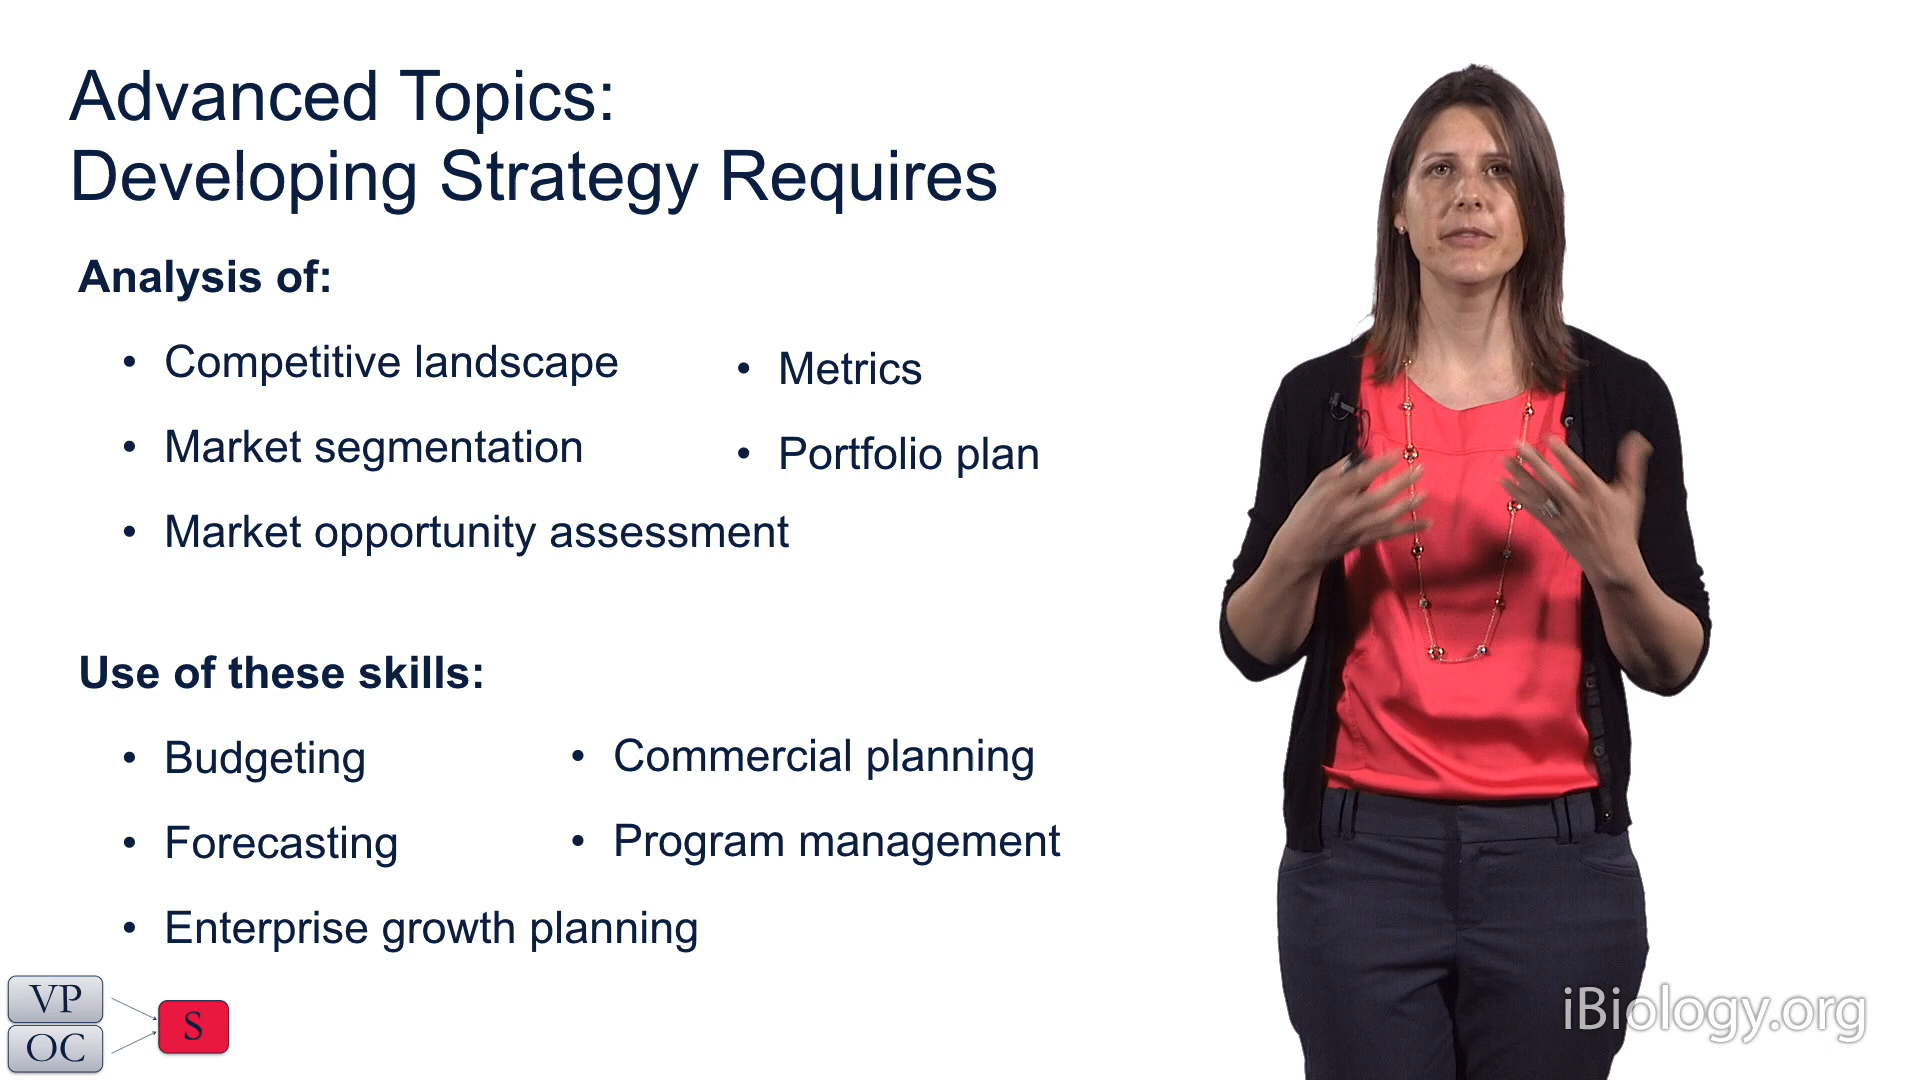 Advanced Topics:
Developing Strategy Requires
Analysis of:
• Competitive landscape
• Market segmentation
• Market opportunity assessment
• Metrics
• Portfolio plan
Use of these skills:
• Budgeting
• Forecasting
• Enterprise growth planning
• Commercial planning
• Program management
VP
OC
S
iBiology.org